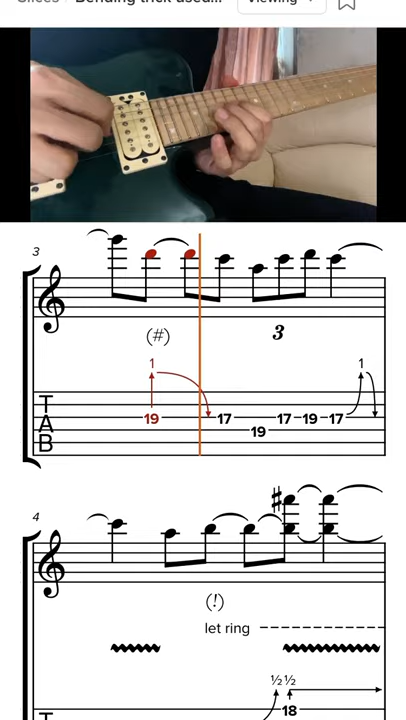 Slices / Bending trick used... Viewing
3
(#) 3
1 1
T
A 19 17 17 19 17
B 19
4
(!)
let ring
½ ½
18
T